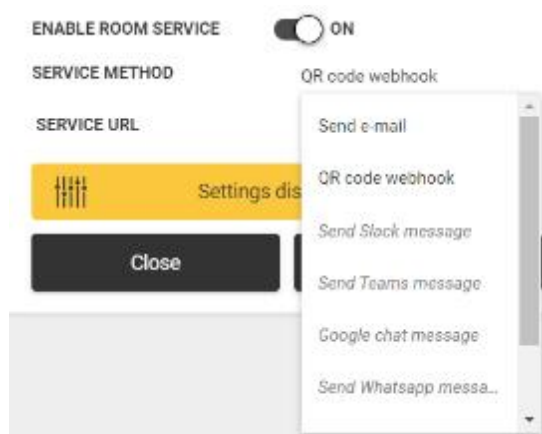 ENABLE ROOM SERVICE ON
SERVICE METHOD QR code webhook
SERVICE URL Send e-mail
Settings dis QR code webhook
Send Slack message
Close Send Teams message
Google chat message
Send Whatsapp messa...